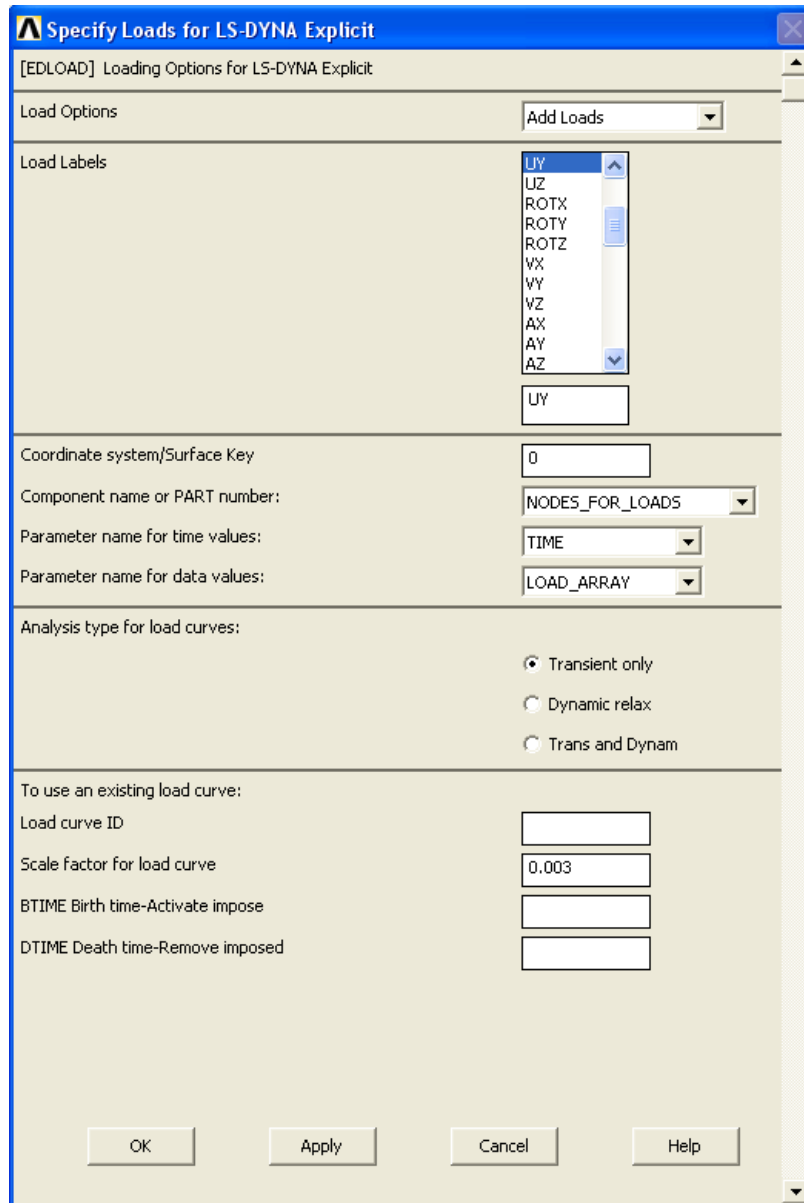 Specify Loads for LS-DYNA Explicit
[EDLOAD] Loading Options for LS-DYNA Explicit
Load Options
Add Loads
Load Labels
UY
UZ
ROTX
ROTY
ROTZ
VX
VY
VZ
AX
AY
AZ
UY
Coordinate system/Surface Key
0
Component name or PART number:
NODES_FOR_LOADS
Parameter name for time values:
TIME
Parameter name for data values:
LOAD_ARRAY
Analysis type for load curves:
Transient only
Dynamic relax
Trans and Dynam
To use an existing load curve:
Load curve ID
Scale factor for load curve
0.003
BTIME Birth time-Activate impose
DTIME Death time-Remove imposed
OK
Apply
Cancel
Help